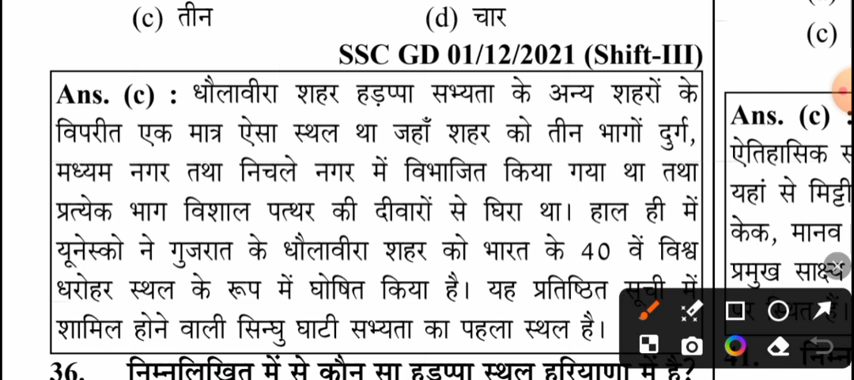 (c) तीन (d) चार
SSC GD 01/12/2021 (Shift-III)
Ans. (c) : धौलावीरा शहर हड़प्पा सभ्यता के अन्य शहरों के
विपरीत एक मात्र ऐसा स्थल था जहाँ शहर को तीन भागों दुर्ग,
मध्यम नगर तथा निचले नगर में विभाजित किया गया था तथा
प्रत्येक भाग विशाल पत्थर की दीवारों से घिरा था। हाल ही में
यूनेस्को ने गुजरात के धौलावीरा शहर को भारत के 40 वें विश्व
धरोहर स्थल के रूप में घोषित किया है। यह प्रतिष्ठित सूची में
शामिल होने वाली सिन्धु घाटी सभ्यता का पहला स्थल है।
36. निम्नलिखित में से कौन सा हड़प्पा स्थल हरियाणा में है?
(c)
Ans. (c) :
ऐतिहासिक
यहां से मिट्टी
केक, मानव
प्रमुख साक्ष्य